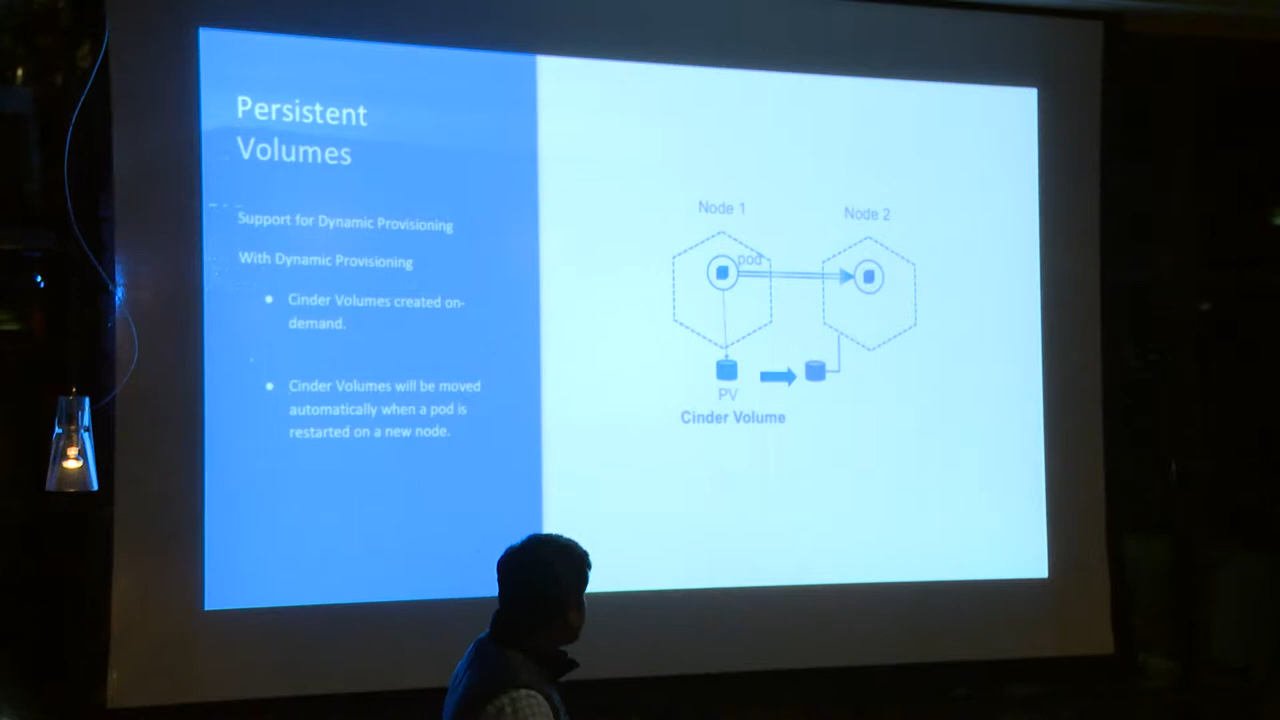 Persistent
Volumes
Support for Dynamic Provisioning
With Dynamic Provisioning
● Cinder Volumes created on-
demand.
● Cinder Volumes will be moved
automatically when a pod is
restarted on a new node.
Node 1
Node 2
pod
PV
Cinder Volume